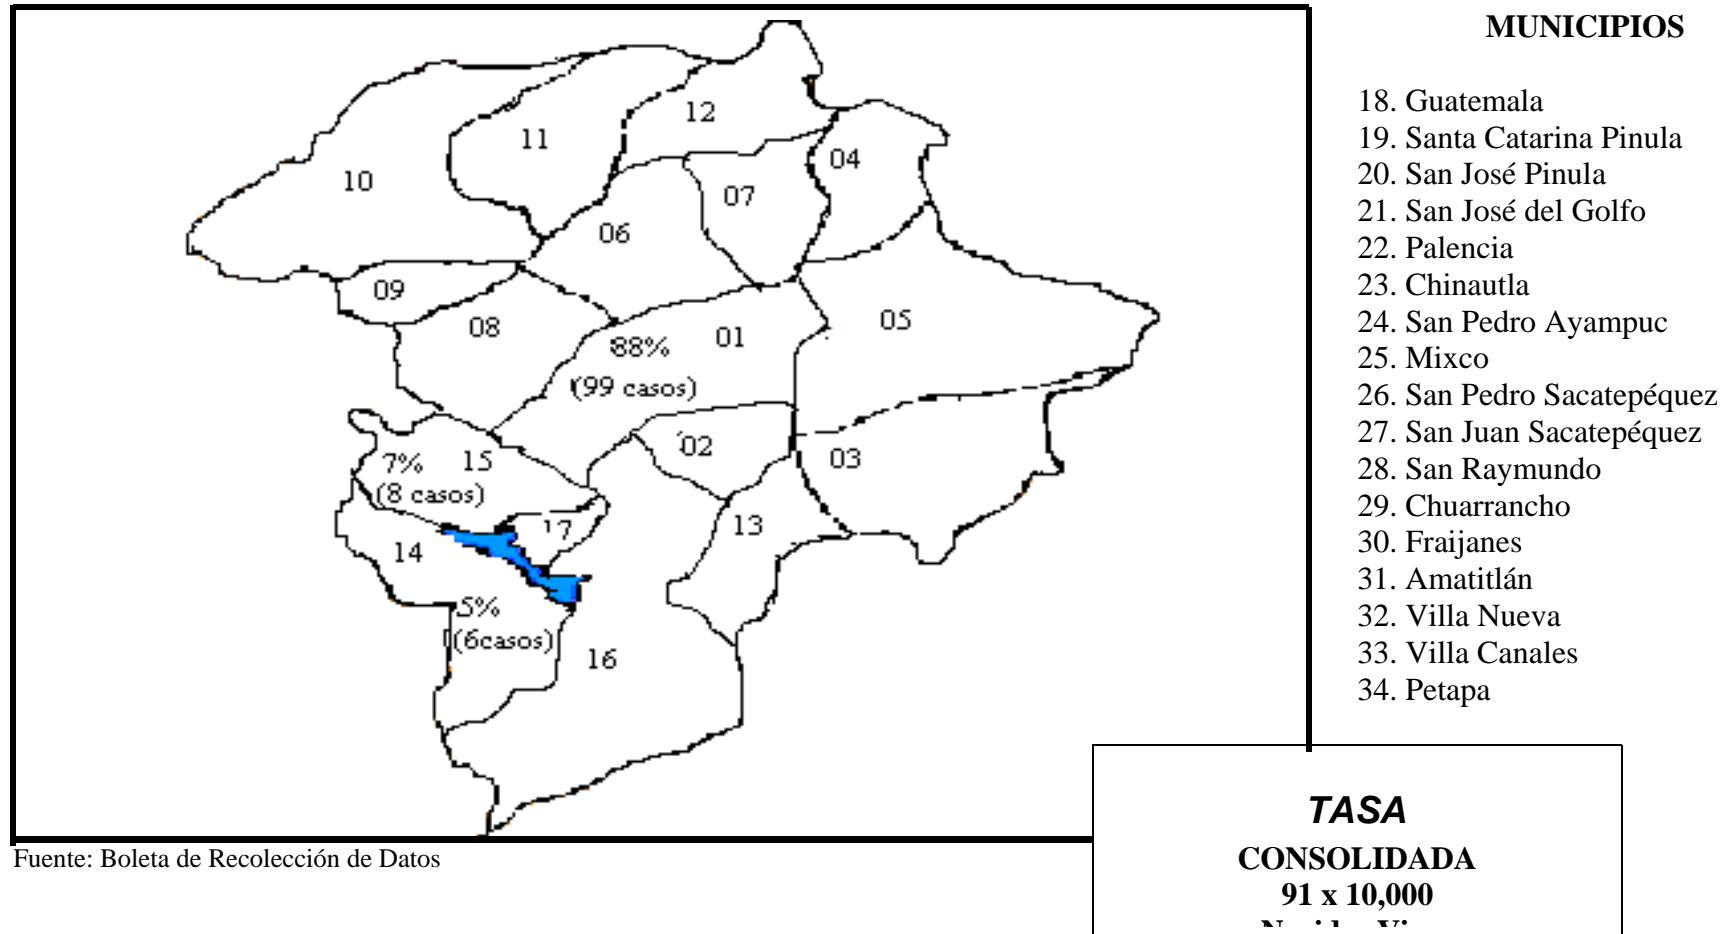 MUNICIPIOS
18. Guatemala
19. Santa Catarina Pinula
20. San José Pinula
21. San José del Golfo
22. Palencia
23. Chinautla
24. San Pedro Ayampuc
25. Mixco
26. San Pedro Sacatepéquez
27. San Juan Sacatepéquez
28. San Raymundo
29. Chuarrancho
30. Fraijanes
31. Amatitlán
32. Villa Nueva
33. Villa Canales
34. Petapa
12
11
04
10
07
06
09
05
08
01
88%
(99 casos)
02
03
7% 15
(8 casos)
13
17
14
5%
(6casos)
16
Fuente: Boleta de Recolección de Datos
TASA
CONSOLIDADA
91 x 10,000